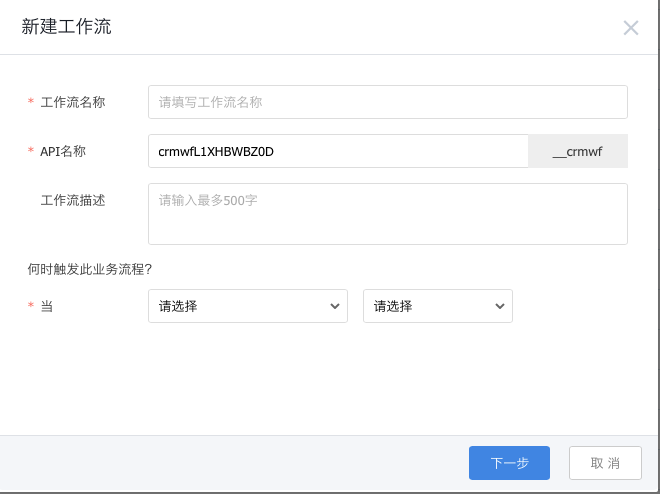 新建工作流
* 工作流名称 请填写工作流名称
* API名称 crmwfL1XHBWBZ0D __crmwf
工作流描述 请输入最多500字
何时触发此业务流程?
* 当 请选择 请选择
下一步 取 消